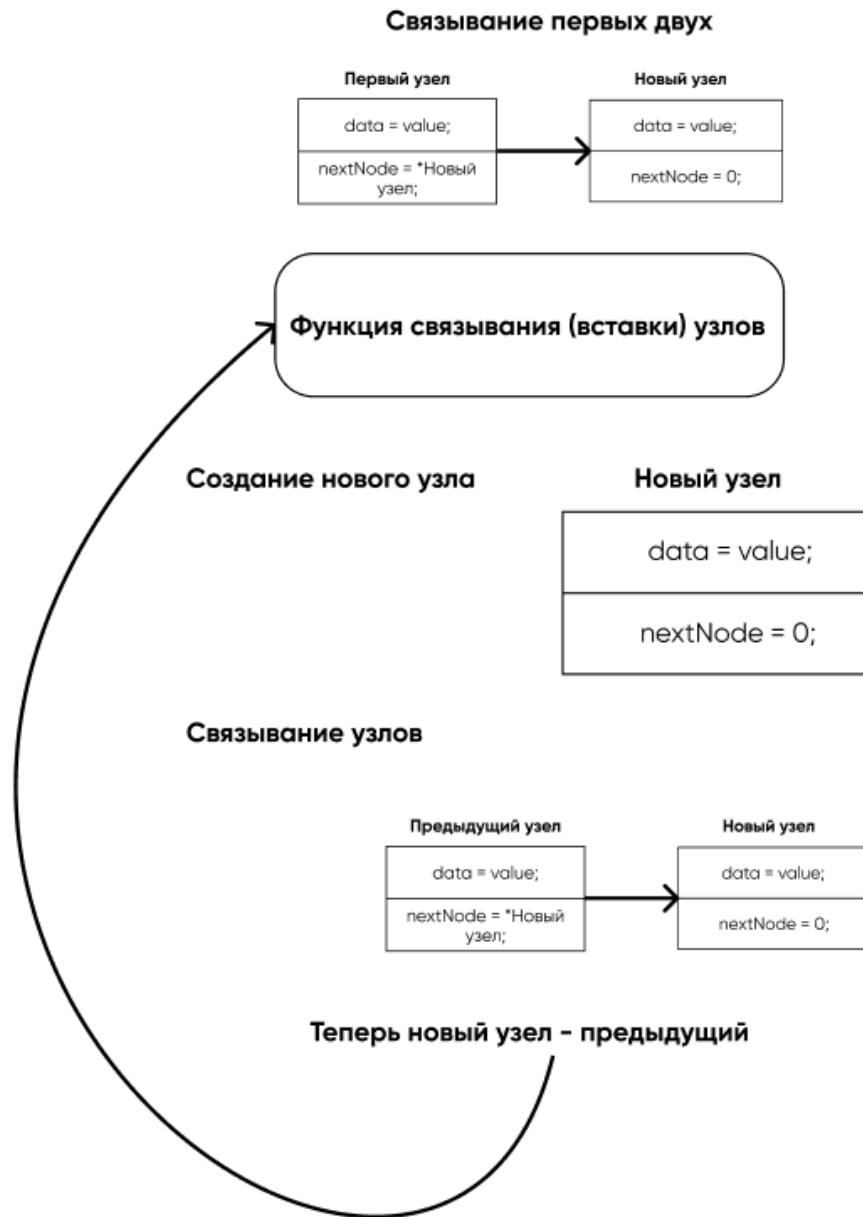 Связывание первых двух
Первый узел
Новый узел
data = value;
data = value;
nextNode = *Новый
узел;
nextNode = 0;
Функция связывания (вставки) узлов
Создание нового узла
Новый узел
data = value;
nextNode = 0;
Связывание узлов
Предыдущий узел
Новый узел
data = value;
data = value;
nextNode = *Новый
узел;
nextNode = 0;
Теперь новый узел - предыдущий